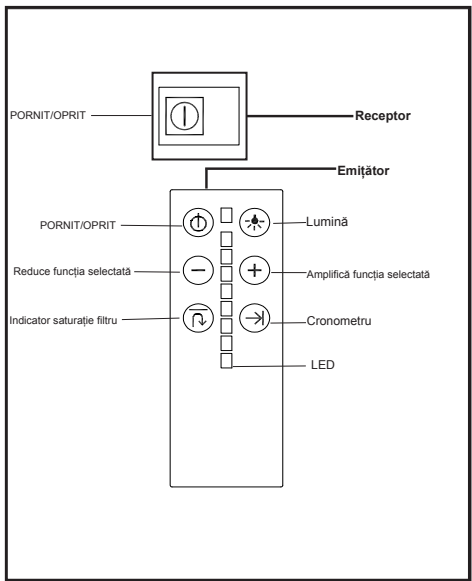 PORNIT/OPRIT
Receptor
Emițător
PORNIT/OPRIT
Lumină
Reduce funcția selectată
Amplifică funcția selectată
Indicator saturație filtru
Cronometru
LED